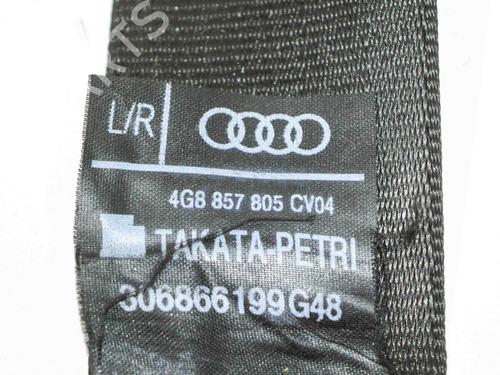 L/R
4G8 857 805 CV04
TAKATA-PETRI
306866199G48